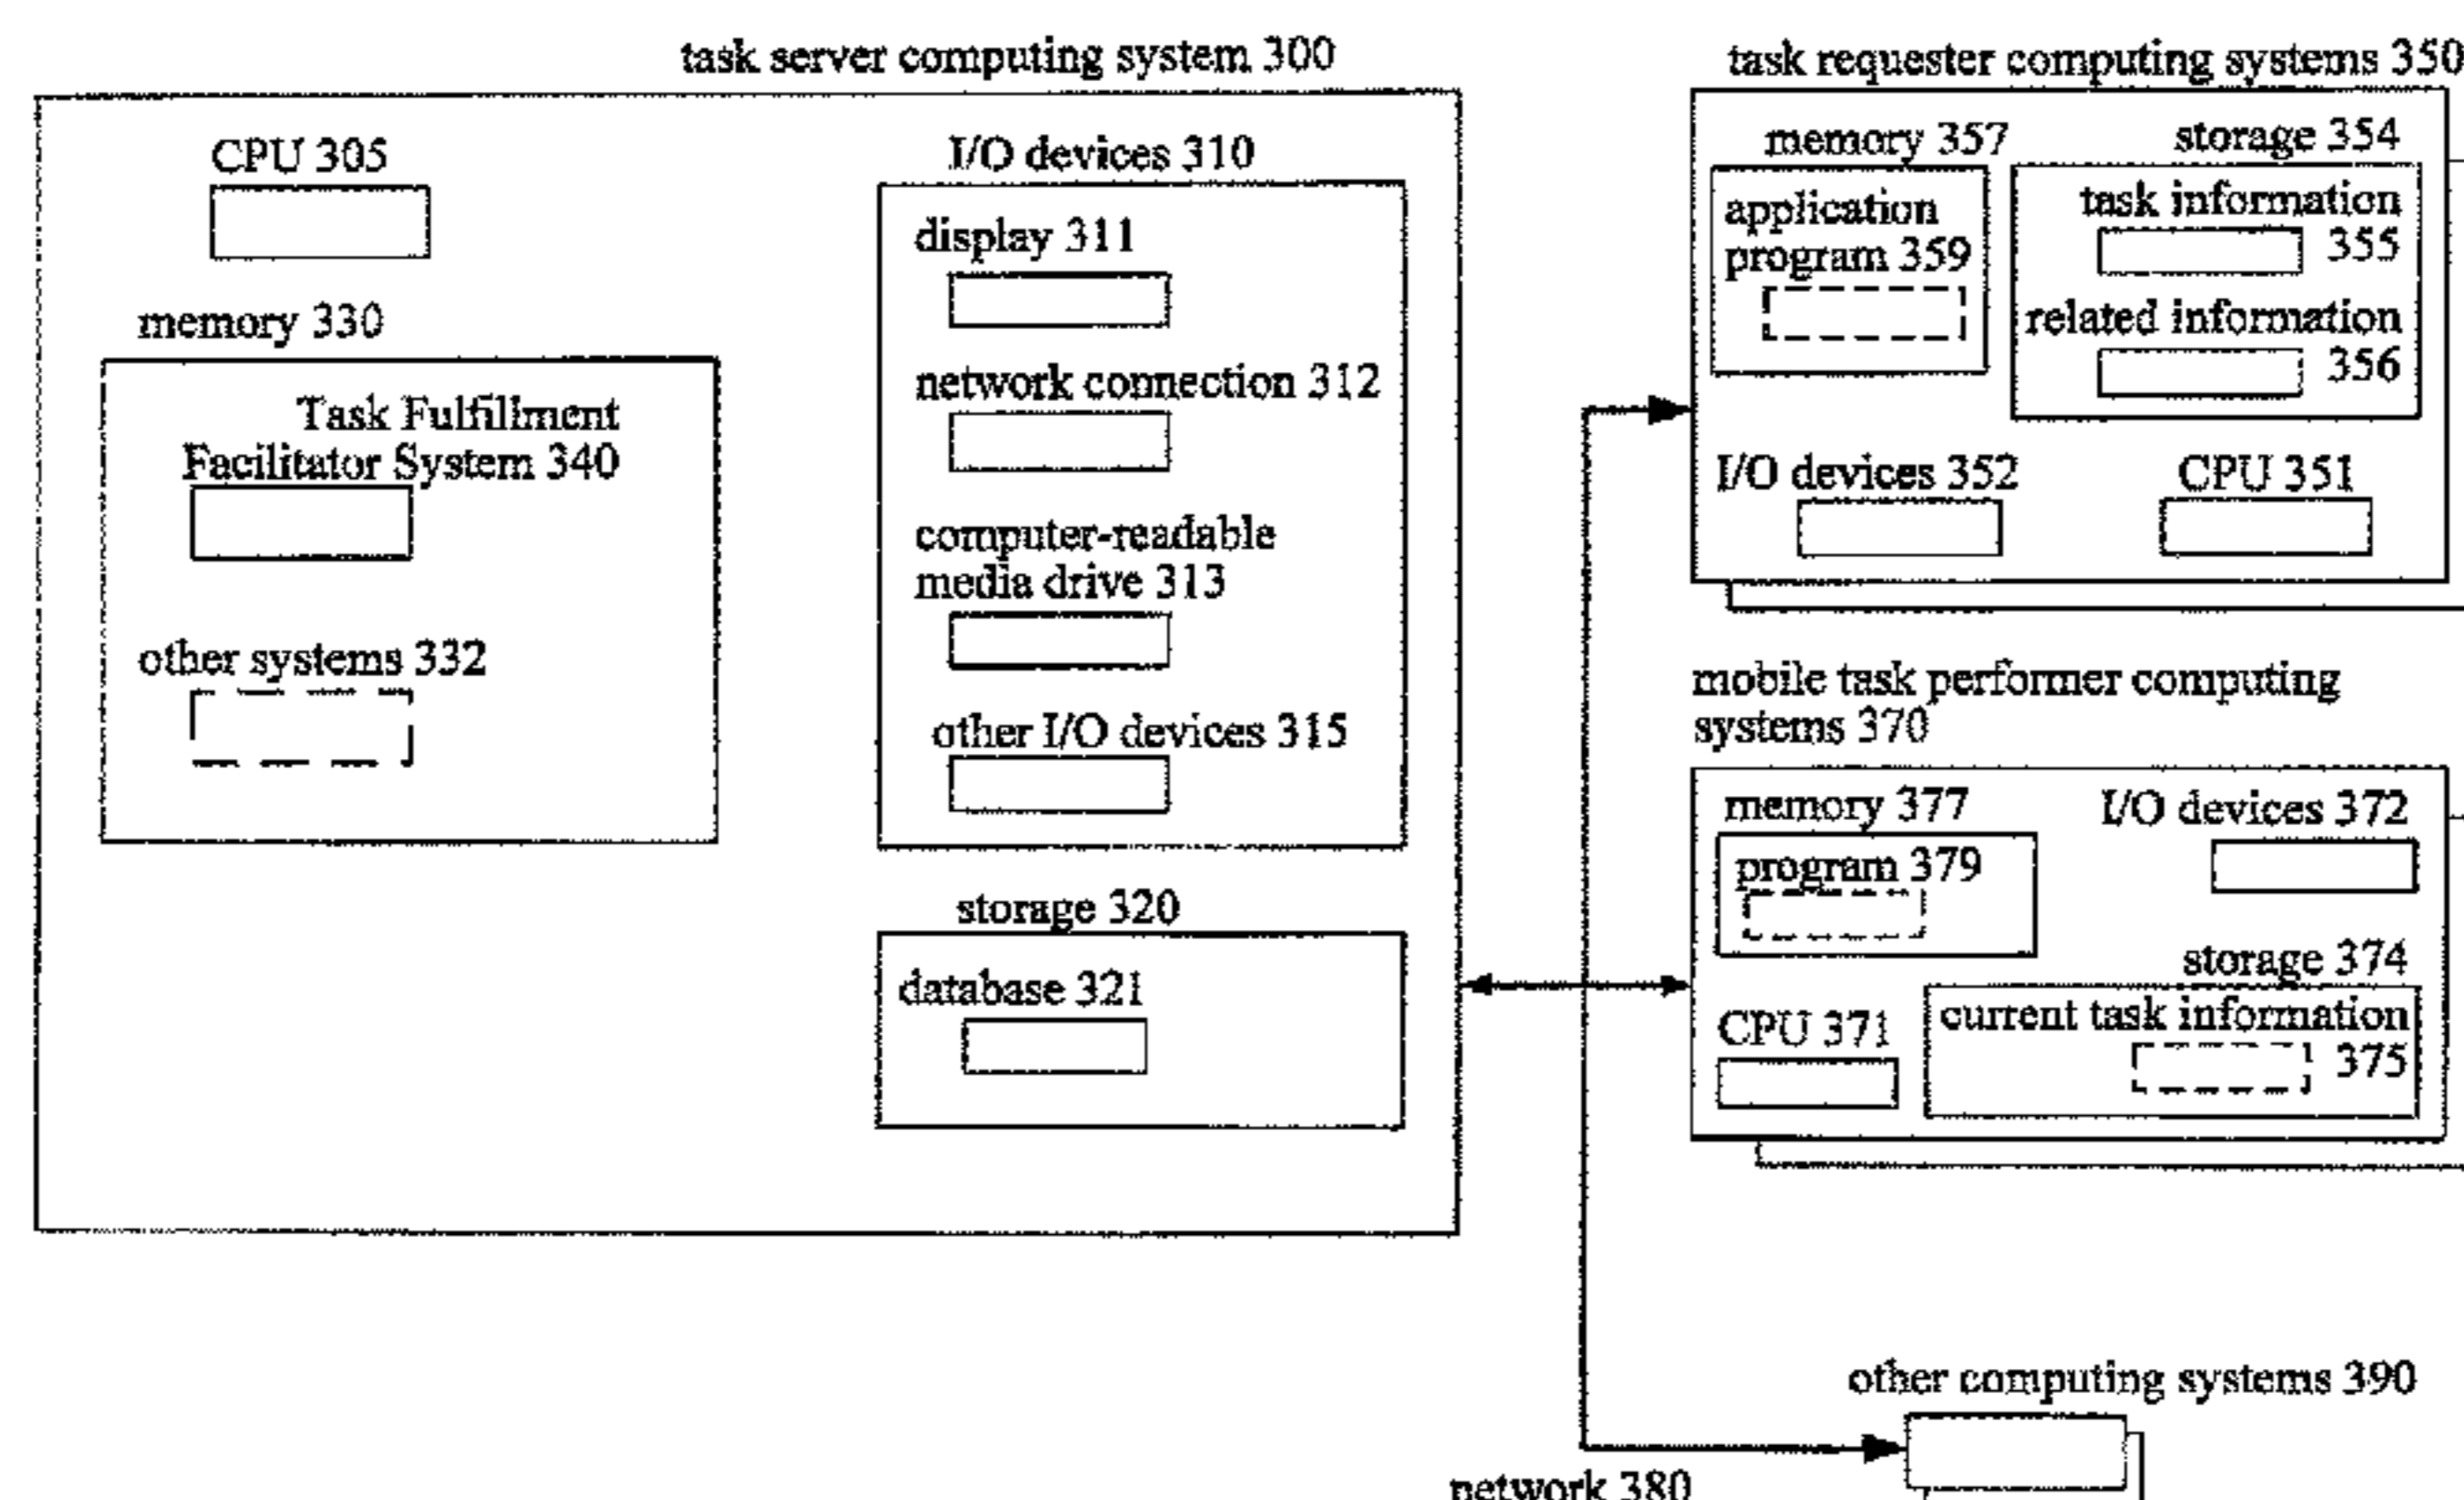 task server computing system 300
CPU 305
memory 330
Task Fulfillment
Facilitator System 340
other systems 332
I/O devices 310
display 311
network connection 312
computer-readable
media drive 313
other I/O devices 315
storage 320
database 321
task requester computing systems 350
memory 357
application
program 359
storage 354
task information
355
related information
356
I/O devices 352
CPU 351
mobile task performer computing
systems 370
memory 377
program 379
I/O devices 372
storage 374
current task information
375
CPU 371
other computing systems 390
network 380